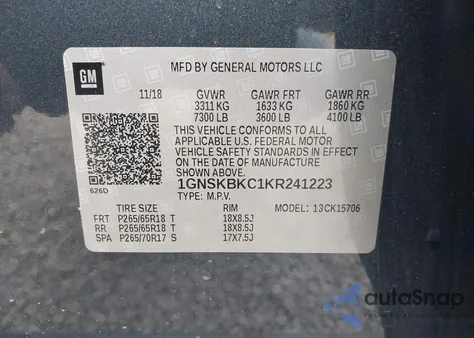 GM
MFD BY GENERAL MOTORS LLC
11/18 GVWR GAWR FRT GAWR RR
3311 KG 1633 KG 1860 KG
7300 LB 3600 LB 4100 LB
THIS VEHICLE CONFORMS TO ALL
APPLICABLE U.S. FEDERAL MOTOR
VEHICLE SAFETY STANDARDS IN EFFECT
ON THE DATE OF MANUFACTURE
SHOWN ABOVE.
1GNSKBKC1KR241223
626D
TYPE: M.P.V.
TIRE SIZE RIM MODEL: 13CK15706
FRT P265/65R18 T 18X8.5J
RR P265/65R18 T 18X8.5J
SPA P265/70R17 S 17X7.5J
autoSnap